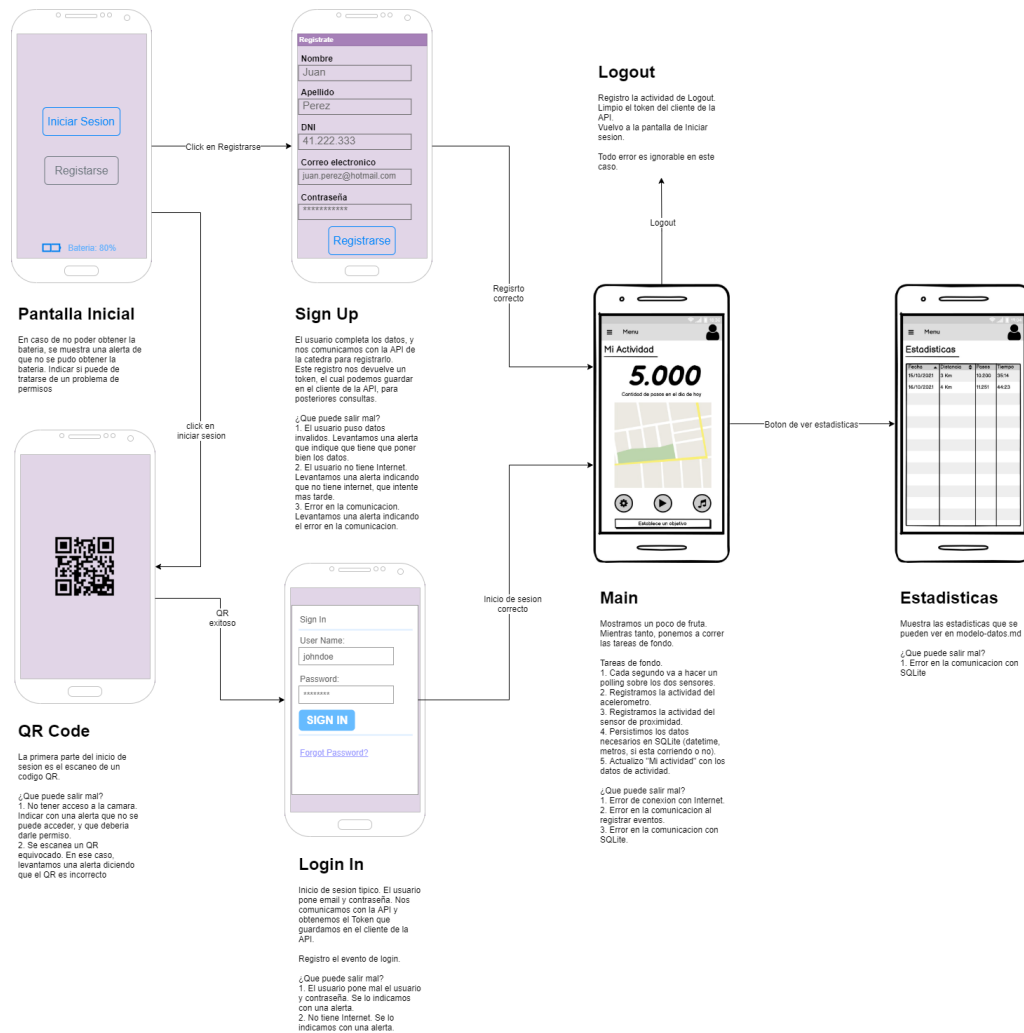 Iniciar Sesion
Registarse
Bateria: 80%
Pantalla Inicial
En caso de no poder obtener la
bateria, se muestra una alerta de
que no se pudo obtener la
bateria. Indicar si puede de
tratarse de un problema de
permisos
Click en Registrarse
click en
iniciar sesion
Registrate
Nombre
Juan
Apellido
Perez
DNI
41.222.333
Correo electronico
juan.perez@hotmail.com
Contraseña
***********
Registrarse
Sign Up
El usuario completa los datos, y
nos comunicamos con la API de
la catedra para registrarlo.
Este registro nos devuelve un
token, el cual podemos guardar
en el cliente de la API, para
posteriores consultas.
¿Que puede salir mal?
1. El usuario puso datos
invalidos. Levantamos una alerta
que indique que tiene que poner
bien los datos.
2. El usuario no tiene Internet.
Levantamos una alerta indicando
que no tiene internet, que intente
mas tarde.
3. Error en la comunicacion.
Levantamos una alerta indicando
el error en la comunicacion.
Regisrto
correcto
QR Code
La primera parte del inicio de
sesion es el escaneo de un
codigo QR.
¿Que puede salir mal?
1. No tener acceso a la camara.
Indicar con una alerta que no se
puede acceder, y que deberia
darle permiso.
2. Se escanea un QR
equivocado. En ese caso,
levantamos una alerta diciendo
que el QR es incorrecto
QR
exitoso
Sign In
User Name:
johndoe
Password:
********
SIGN IN
Forgot Password?
Login In
Inicio de sesion tipico. El usuario
pone email y contraseña. Nos
comunicamos con la API y
obtenemos el Token que
guardamos en el cliente de la
API.
Registro el evento de login.
¿Que puede salir mal?
1. El usuario pone mal el usuario
y contraseña. Se lo indicamos
con una alerta.
2. No tiene Internet. Se lo
indicamos con una alerta.
Inicio de sesion
correcto
Logout
Registro la actividad de Logout.
Limpio el token del cliente de la
API.
Vuelvo a la pantalla de Iniciar
sesion.
Todo error es ignorable en este
caso.
Logout
Menu
Mi Actividad
5.000
Cantidad de pasos en el dia de hoy
Establece un objetivo
Main
Mostramos un poco de fruta.
Mientras tanto, ponemos a correr
las tareas de fondo.
Tareas de fondo.
1. Cada segundo va a hacer un
polling sobre los dos sensores.
2. Registramos la actividad del
acelerometro.
3. Registramos la actividad del
sensor de proximidad.
4. Persistimos los datos
necesarios en SQLite (datetime,
metros, si esta corriendo o no).
5. Actualizo "Mi actividad" con los
datos de actividad.
¿Que puede salir mal?
1. Error de conexion con Internet.
2. Error en la comunicacion al
registrar eventos.
3. Error en la comunicacion con
SQLite.
Boton de ver estadisticas
Menu
Estadisticas
Fecha Distancia Pasos Tiempo
15/10/2021 3 Km 10.200 35:14
16/10/2021 4 Km 11.251 44:23
Estadisticas
Muestra las estadisticas que se
pueden ver en modelo-datos.md
¿Que puede salir mal?
1. Error en la comunicacion con
SQLite